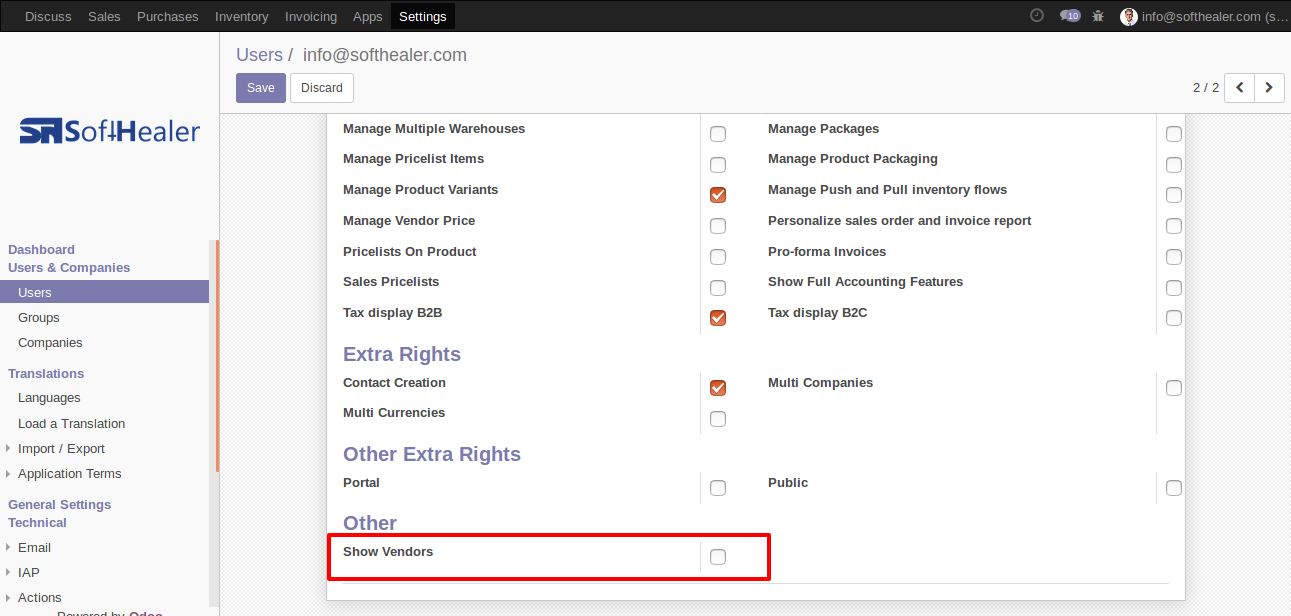 Discuss Sales Purchases Inventory Invoicing Apps Settings 10 info@softhealer.com (s...
SoftHealer
Dashboard
Users & Companies
Users
Groups
Companies
Translations
Languages
Load a Translation
Import / Export
Application Terms
General Settings
Technical
Email
IAP
Actions
Powered by Odoo
Users / info@softhealer.com
Save Discard 2 / 2
Manage Multiple Warehouses Manage Packages
Manage Pricelist Items Manage Product Packaging
Manage Product Variants Manage Push and Pull inventory flows
Manage Vendor Price Personalize sales order and invoice report
Pricelists On Product Pro-forma Invoices
Sales Pricelists Show Full Accounting Features
Tax display B2B Tax display B2C
Extra Rights
Contact Creation Multi Companies
Multi Currencies
Other Extra Rights
Portal Public
Other
Show Vendors